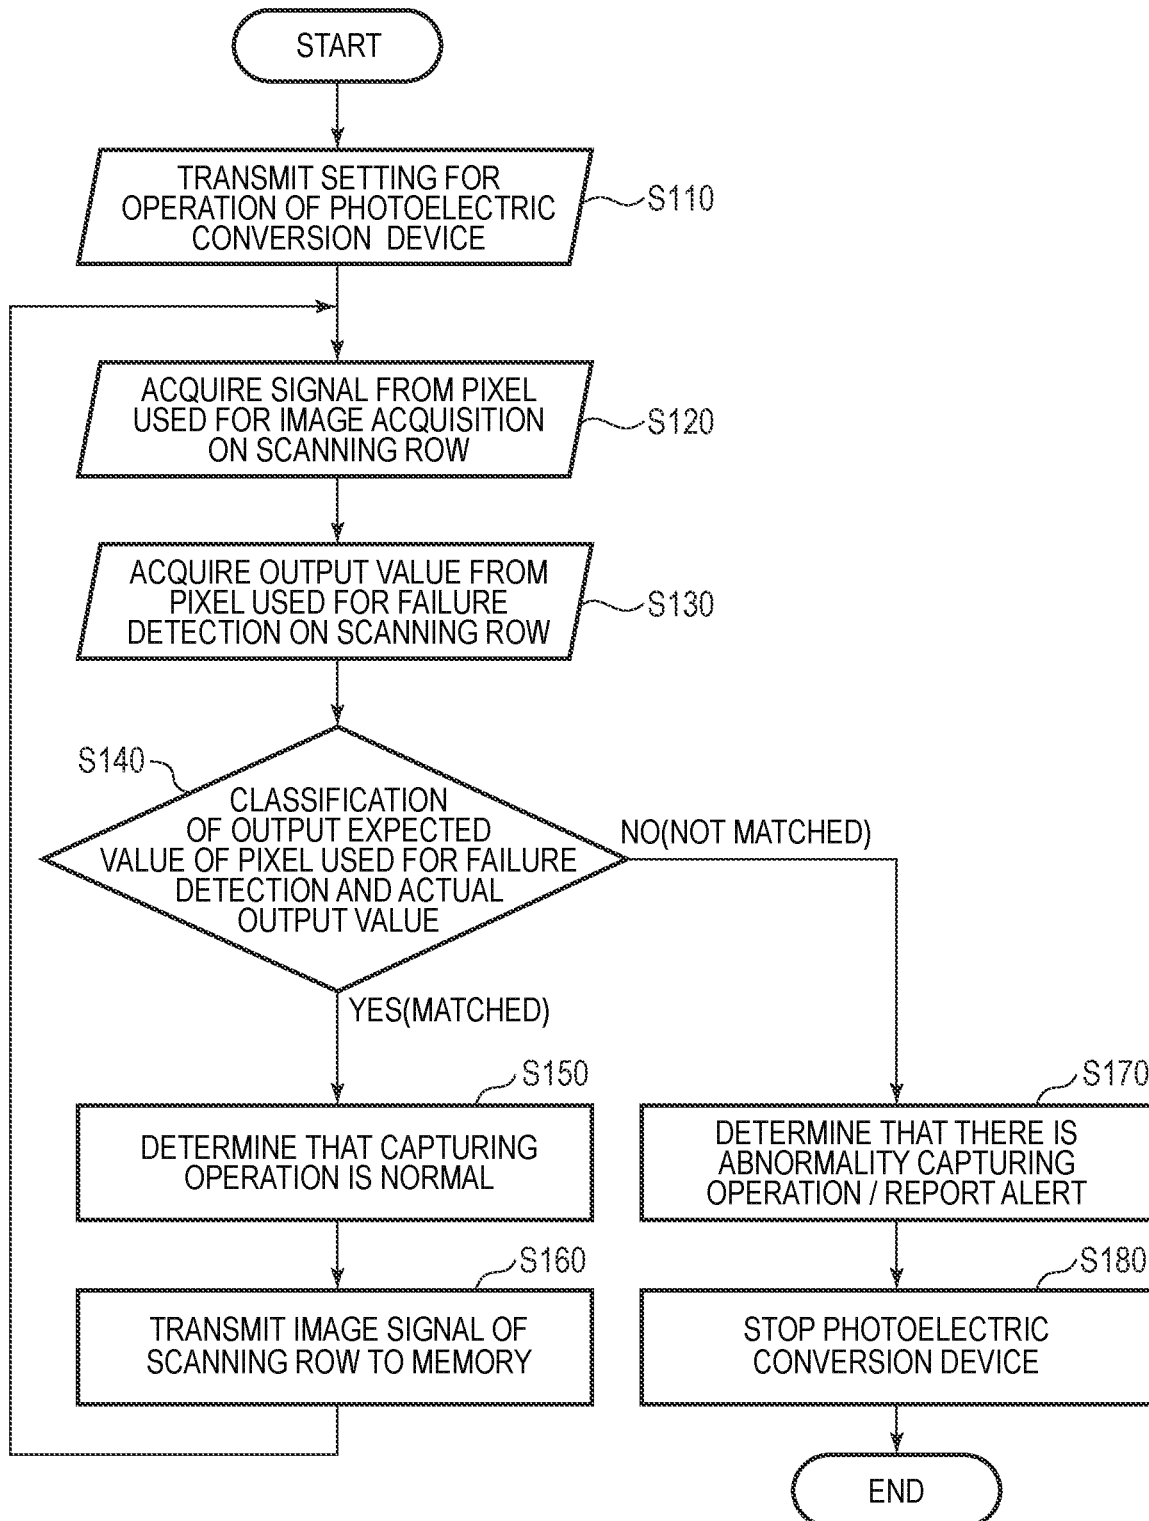 START
TRANSMIT SETTING FOR
OPERATION OF PHOTOELECTRIC
CONVERSION DEVICE
S110
ACQUIRE SIGNAL FROM PIXEL
USED FOR IMAGE ACQUISITION
ON SCANNING ROW
S120
ACQUIRE OUTPUT VALUE FROM
PIXEL USED FOR FAILURE
DETECTION ON SCANNING ROW
S130
S140
CLASSIFICATION
OF OUTPUT EXPECTED
VALUE OF PIXEL USED FOR FAILURE
DETECTION AND ACTUAL
OUTPUT VALUE
NO(NOT MATCHED)
YES(MATCHED)
S150
DETERMINE THAT CAPTURING
OPERATION IS NORMAL
S160
TRANSMIT IMAGE SIGNAL OF
SCANNING ROW TO MEMORY
S170
DETERMINE THAT THERE IS
ABNORMALITY CAPTURING
OPERATION / REPORT ALERT
S180
STOP PHOTOELECTRIC
CONVERSION DEVICE
END